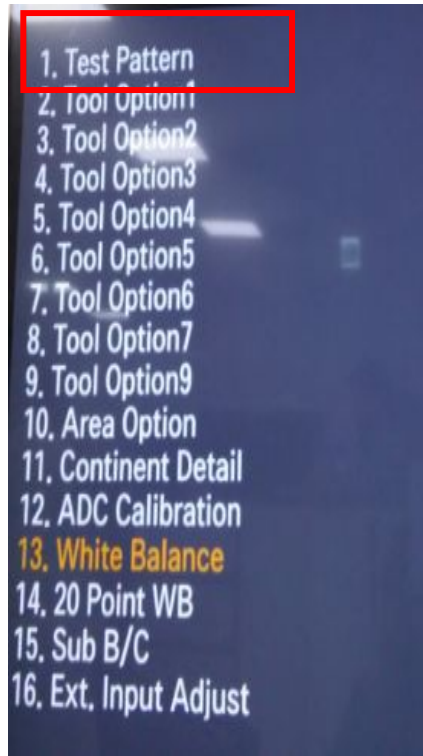 1. Test Pattern
2. Tool Option1
3. Tool Option2
4. Tool Option3
5. Tool Option4
6. Tool Option5
7. Tool Option6
8. Tool Option7
9. Tool Option9
10. Area Option
11. Continent Detail
12. ADC Calibration
13. White Balance
14. 20 Point WB
15. Sub B/C
16. Ext. Input Adjust